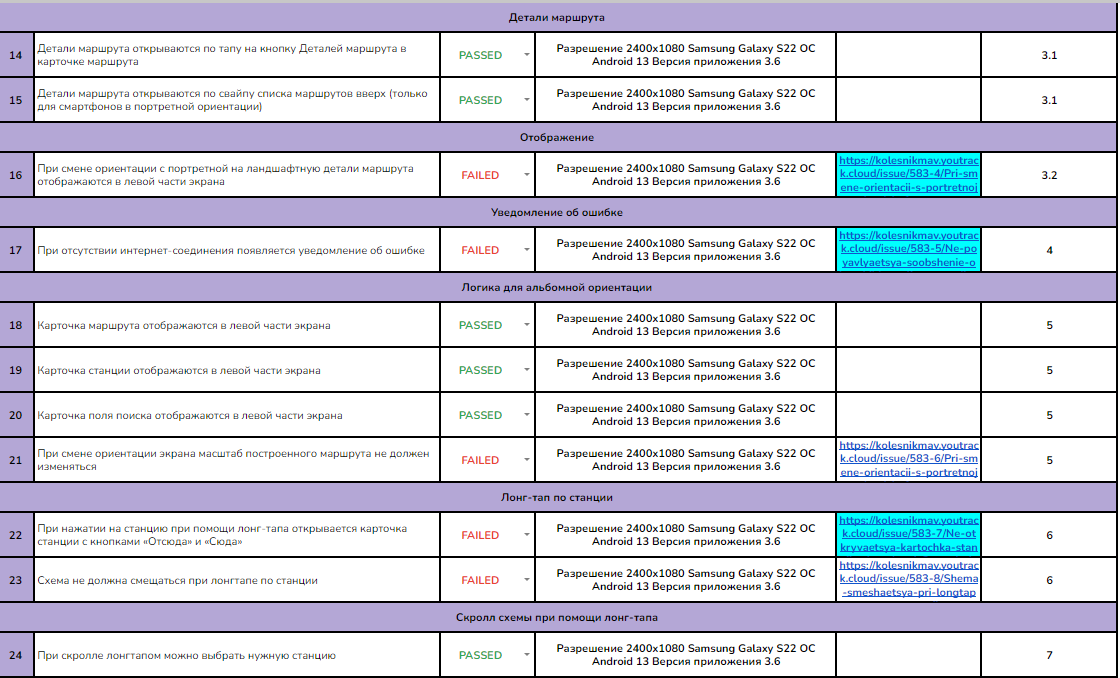 Детали маршрута
14
Детали маршрута открываются по тапу на кнопку Деталей маршрута в
карточке маршрута
PASSED
Разрешение 2400x1080 Samsung Galaxy S22 ОС
Android 13 Версия приложения 3.6
3.1
15
Детали маршрута открываются по свайпу списка маршрутов вверх (только
для смартфонов в портретной ориентации)
PASSED
Разрешение 2400x1080 Samsung Galaxy S22 ОС
Android 13 Версия приложения 3.6
3.1
Отображение
16
При смене ориентации с портретной на ландшафтную детали маршрута
отображаются в левой части экрана
FAILED
Разрешение 2400x1080 Samsung Galaxy S22 ОС
Android 13 Версия приложения 3.6
https://kolesnikmav.youtrac
k.cloud/issue/583-4/Pri-sm
ene-orientacii-s-portretnoj
3.2
Уведомление об ошибке
17
При отсутствии интернет-соединения появляется уведомление об ошибке
FAILED
Разрешение 2400x1080 Samsung Galaxy S22 ОС
Android 13 Версия приложения 3.6
https://kolesnikmav.youtrac
k.cloud/issue/583-5/Ne-po
yavlyaetsya-soobshenie-o
4
Логика для альбомной ориентации
18
Карточка маршрута отображаются в левой части экрана
PASSED
Разрешение 2400x1080 Samsung Galaxy S22 ОС
Android 13 Версия приложения 3.6
5
19
Карточка станции отображаются в левой части экрана
PASSED
Разрешение 2400x1080 Samsung Galaxy S22 ОС
Android 13 Версия приложения 3.6
5
20
Карточка поля поиска отображаются в левой части экрана
PASSED
Разрешение 2400x1080 Samsung Galaxy S22 ОС
Android 13 Версия приложения 3.6
5
21
При смене ориентации экрана масштаб построенного маршрута не должен
изменяться
FAILED
Разрешение 2400x1080 Samsung Galaxy S22 ОС
Android 13 Версия приложения 3.6
https://kolesnikmav.youtrac
k.cloud/issue/583-6/Pri-sm
ene-orientacii-s-portretnoj
5
Лонг-тап по станции
22
При нажатии на станцию при помощи лонг-тапа открывается карточка
станции с кнопками «Отсюда» и «Сюда»
FAILED
Разрешение 2400x1080 Samsung Galaxy S22 ОС
Android 13 Версия приложения 3.6
https://kolesnikmav.youtrac
k.cloud/issue/583-7/Ne-ot
kryvaetsya-kartochka-stan
6
23
Схема не должна смещаться при лонгтапе по станции
FAILED
Разрешение 2400x1080 Samsung Galaxy S22 ОС
Android 13 Версия приложения 3.6
https://kolesnikmav.youtrac
k.cloud/issue/583-8/Shema
-smeshaetsya-pri-longtap
6
Скролл схемы при помощи лонг-тапа
24
При скролле лонгтапом можно выбрать нужную станцию
PASSED
Разрешение 2400x1080 Samsung Galaxy S22 ОС
Android 13 Версия приложения 3.6
7